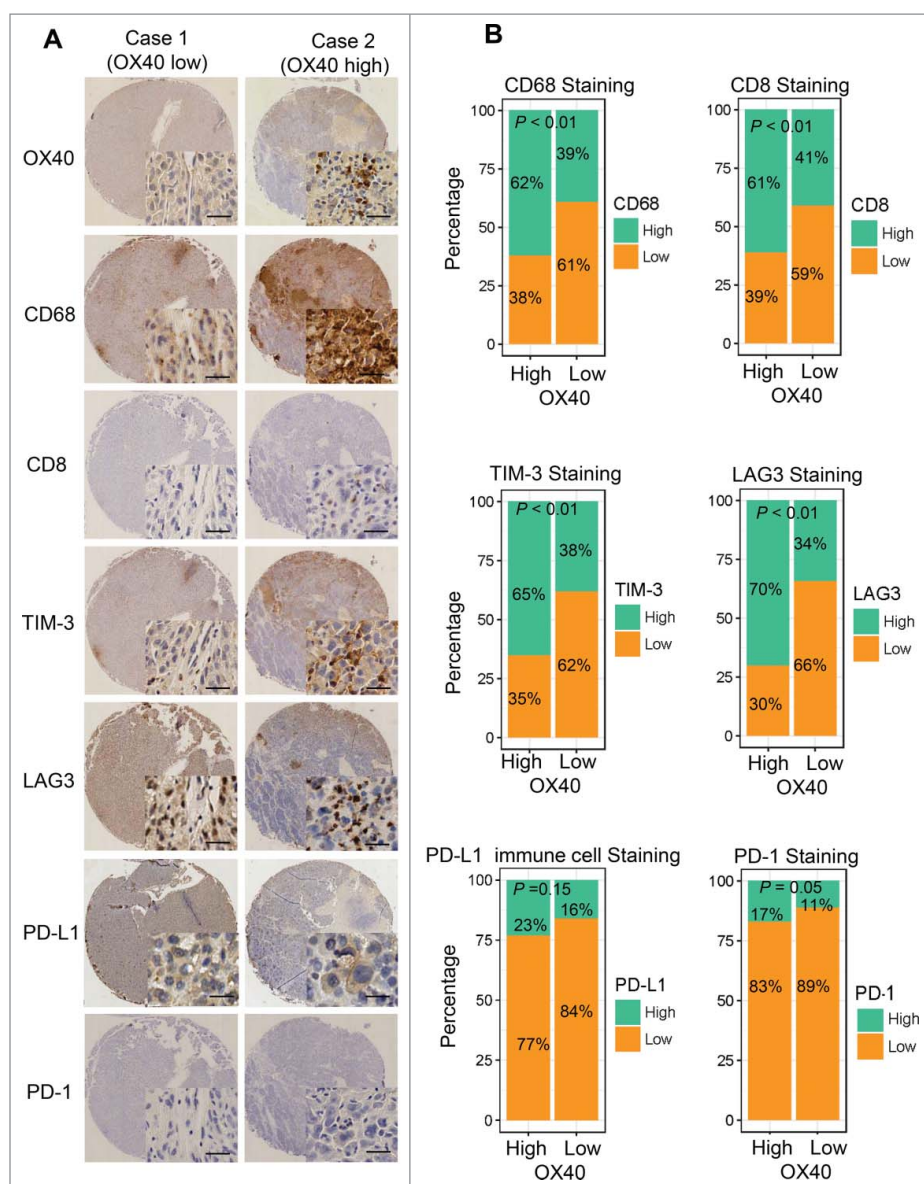 A
Case 1
(OX40 low)
Case 2
(OX40 high)
OX40
CD68
CD8
TIM-3
LAG3
PD-L1
PD-1
B
CD68 Staining
Percentage
100
75
50
25
0
P < 0.01
39%
62%
61%
38%
High Low
OX40
CD68
High
Low
CD8 Staining
100
75
50
25
0
P < 0.01
41%
61%
59%
39%
High Low
OX40
CD8
High
Low
TIM-3 Staining
Percentage
100
75
50
25
0
P < 0.01
38%
65%
62%
35%
High Low
OX40
TIM-3
High
Low
LAG3 Staining
100
75
50
25
0
P < 0.01
34%
70%
66%
30%
High Low
OX40
LAG3
High
Low
PD-L1 immune cell Staining
Percentage
100
75
50
25
0
P =0.15
16%
23%
84%
77%
High Low
OX40
PD-L1
High
Low
PD-1 Staining
100
75
50
25
0
P = 0.05
11%
17%
83% 89%
High Low
OX40
PD-1
High
Low